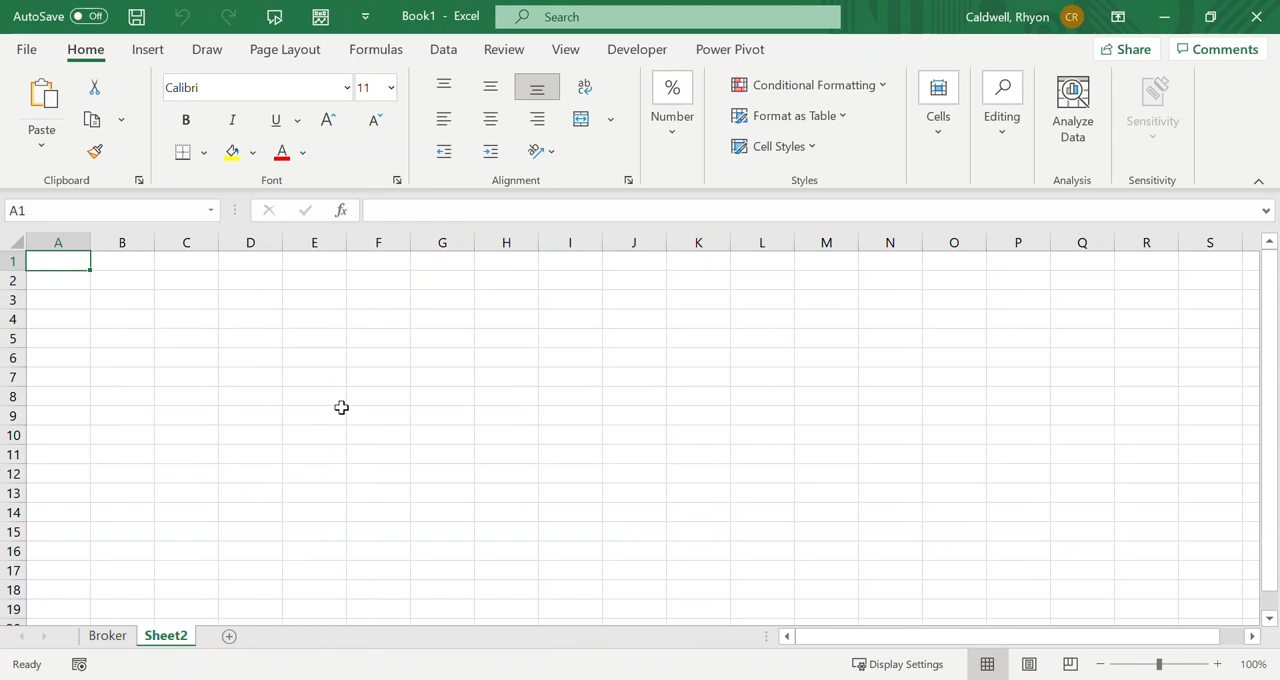 AutoSave Off Book1 - Excel Search Caldwell, Rhyon CR
File Home Insert Draw Page Layout Formulas Data Review View Developer Power Pivot Share Comments
Paste
Clipboard
Calibri 11
B I U A A
A
Font
ab
c
ab
Alignment
%
Number
Conditional Formatting
Format as Table
Cell Styles
Styles
Cells
Editing
Analyze
Data
Analysis
Sensitivity
Sensitivity
A1 fx
A B C D E F G H I J K L M N O P Q R S
1
2
3
4
5
6
7
8
9
10
11
12
13
14
15
16
17
18
19
Broker Sheet2
Ready Display Settings 100%